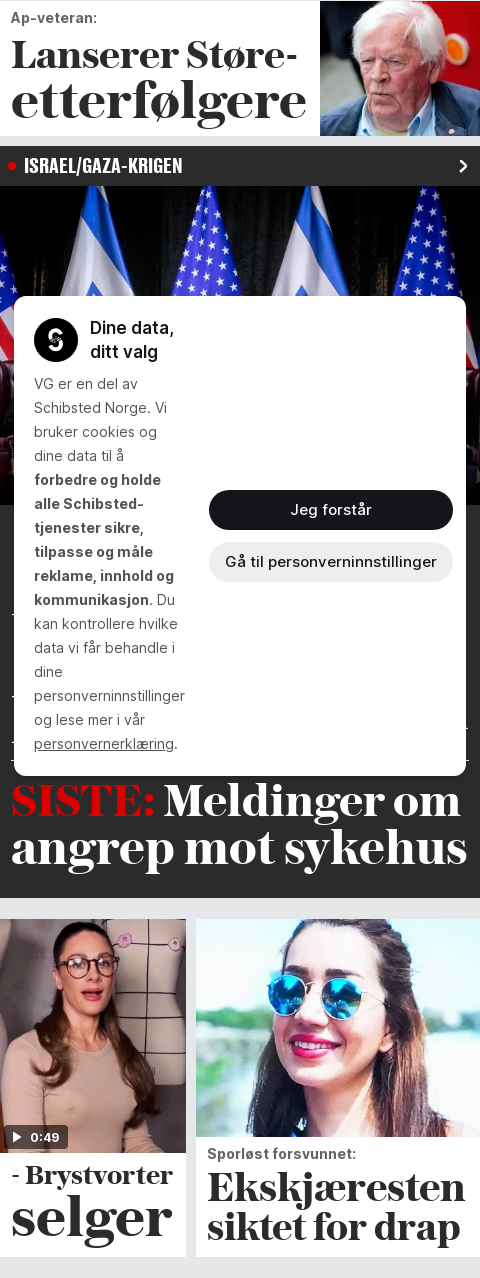 Ap-veteran:
Lanserer Støre-
etterfølgere
ISRAEL/GAZA-KRIGEN
Dine data,
ditt valg
VG er en del av
Schibsted Norge. Vi
bruker cookies og
dine data til å
forbedre og holde
alle Schibsted-
tjenester sikre,
tilpasse og måle
reklame, innhold og
kommunikasjon. Du
kan kontrollere hvilke
data vi får behandle i
dine
personverninnstillinger
og lese mer i vår
personvernerklæring.
Jeg forstår
Gå til personverninnstillinger
SISTE: Meldinger om
angrep mot sykehus
0:49
- Brystvorter
selger
Sporløst forsvunnet:
Ekskjæresten
siktet for drap